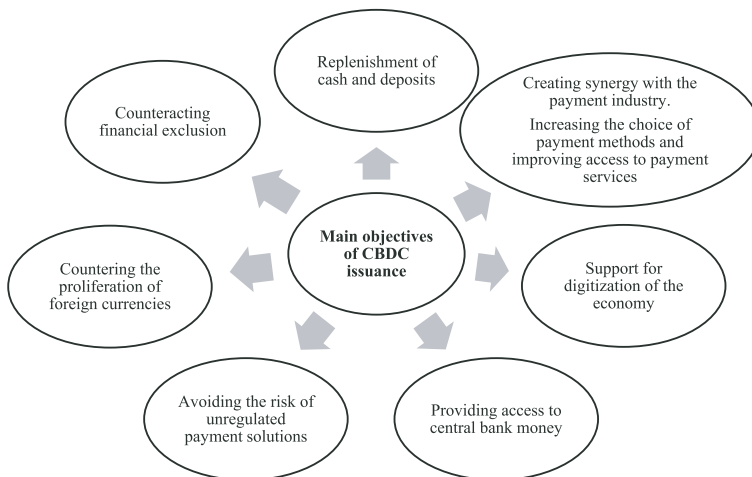 Replenishment of
cash and deposits
Creating synergy with the
payment industry.
Increasing the choice of
payment methods and
improving access to payment
services
Support for
digitization of the
economy
Providing access to
central bank money
Avoiding the risk of
unregulated
payment solutions
Countering the
proliferation of
foreign currencies
Counteracting
financial exclusion
Main objectives
of CBDC
issuance